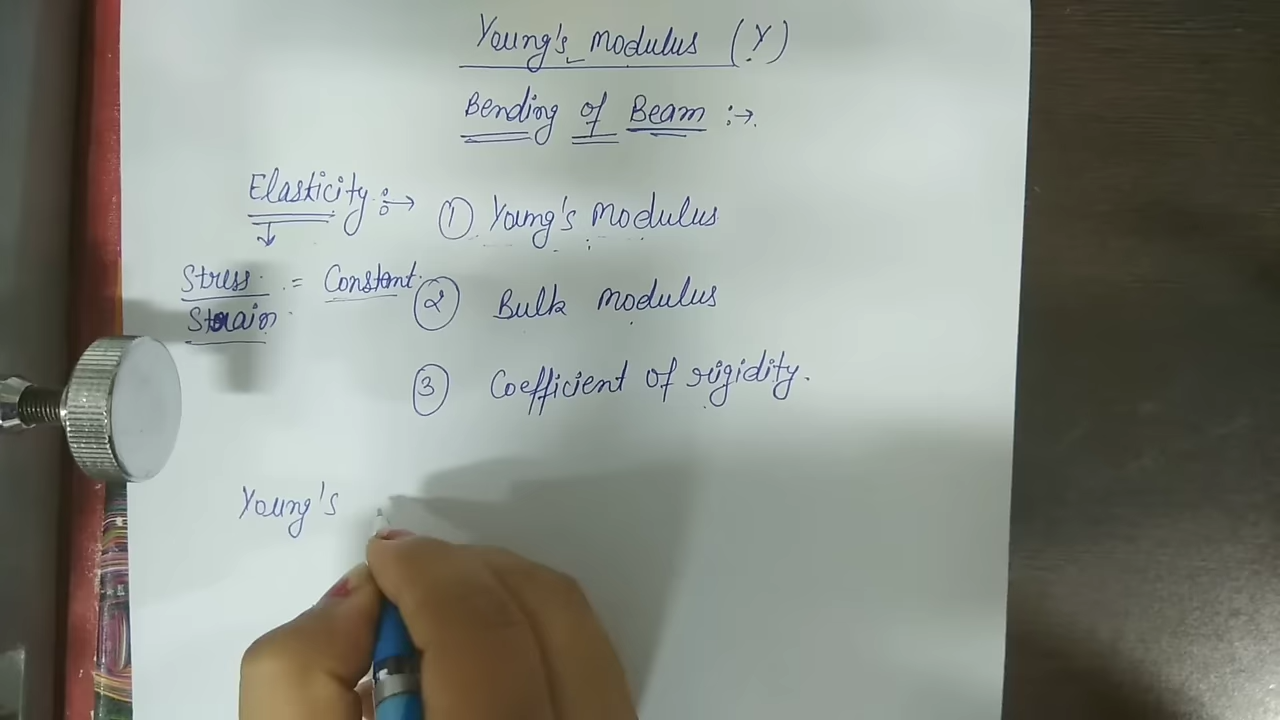 Young's modulus (Y)
Bending of Beam :→.
Elasticity :→ ① Young's modulus
↓
Stress = Constant.
Strain
② Bulk modulus
③ Coefficient of rigidity.
Young's